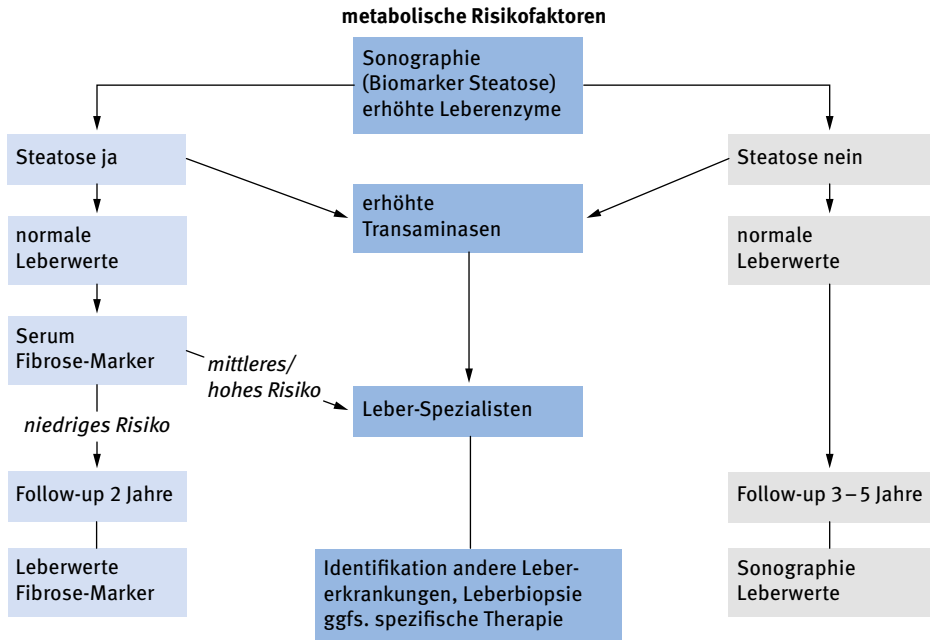 metabolische Risikofaktoren
Sonographie
(Biomarker Steatose)
erhöhte Leberenzyme
Steatose ja
Steatose nein
erhöhte
Transaminasen
normale
Leberwerte
normale
Leberwerte
Serum
Fibrose-Marker
mittleres/
hohes Risiko
Leber-Spezialisten
niedriges Risiko
Follow-up 2 Jahre
Follow-up 3–5 Jahre
Leberwerte
Fibrose-Marker
Identifikation andere Leber-
erkrankungen, Leberbiopsie
ggfs. spezifische Therapie
Sonographie
Leberwerte